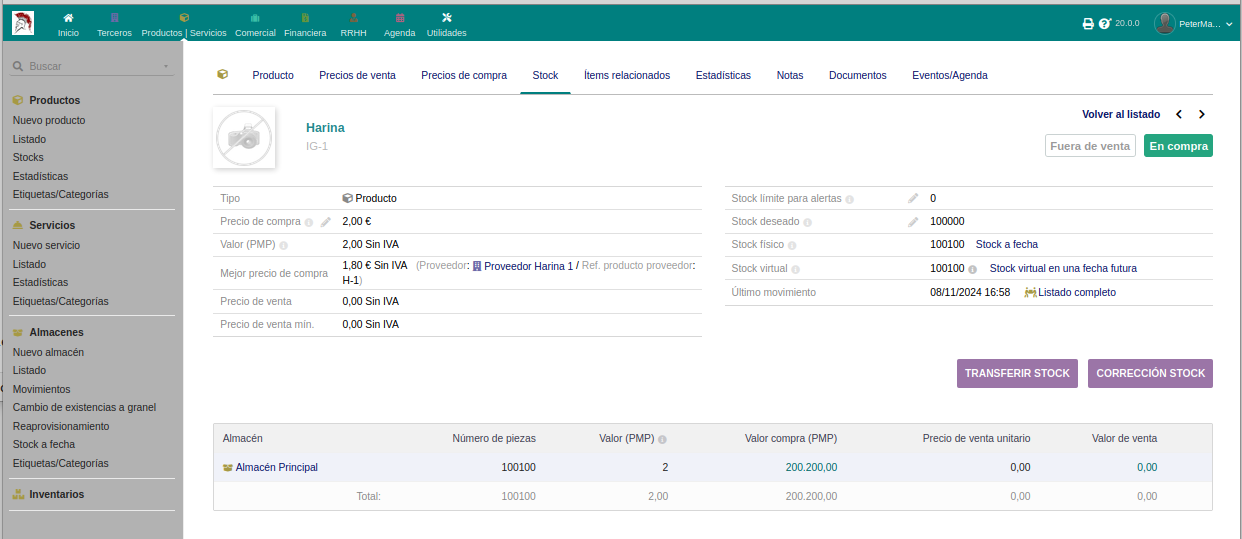 Inicio Terceros Productos | Servicios Comercial Financiera RRHH Agenda Utilidades 20.0.0 PeterMa...
Buscar
Productos
Nuevo producto
Listado
Stocks
Estadísticas
Etiquetas/Categorías
Servicios
Nuevo servicio
Listado
Estadísticas
Etiquetas/Categorías
Almacenes
Nuevo almacén
Listado
Movimientos
Cambio de existencias a granel
Reaprovisionamiento
Stock a fecha
Etiquetas/Categorías
Inventarios
Producto Precios de venta Precios de compra Stock Ítems relacionados Estadísticas Notas Documentos Eventos/Agenda
Volver al listado
Harina
IG-1
Fuera de venta En compra
Tipo Producto
Precio de compra 2,00 €
Valor (PMP) 2,00 Sin IVA
Mejor precio de compra 1,80 € Sin IVA (Proveedor: Proveedor Harina 1 / Ref. producto proveedor:
H-1)
Precio de venta 0,00 Sin IVA
Precio de venta mín. 0,00 Sin IVA
Stock límite para alertas 0
Stock deseado 100000
Stock físico 100100 Stock a fecha
Stock virtual 100100 Stock virtual en una fecha futura
Último movimiento 08/11/2024 16:58 Listado completo
TRANSFERIR STOCK CORRECCIÓN STOCK
Almacén Número de piezas Valor (PMP) Valor compra (PMP) Precio de venta unitario Valor de venta
Almacén Principal 100100 2 200.200,00 0,00 0,00
Total: 100100 2,00 200.200,00 0,00 0,00